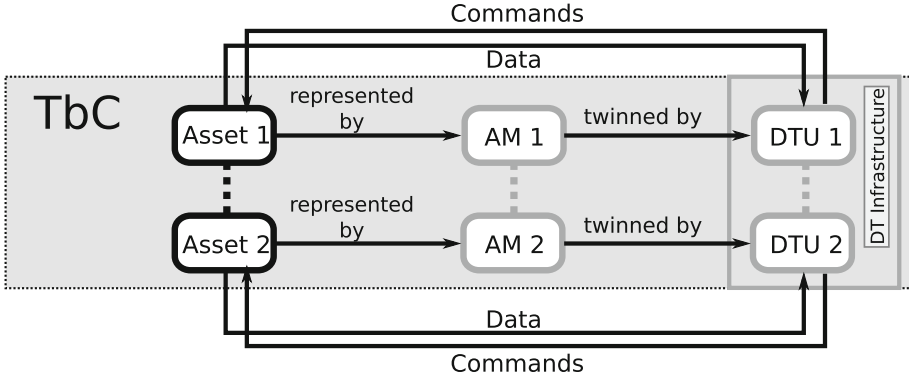 Commands
Data
TbC
represented
by
twinned by
Asset 1
AM 1
DTU 1
DT Infrastructure
represented
by
twinned by
Asset 2
AM 2
DTU 2
Data
Commands